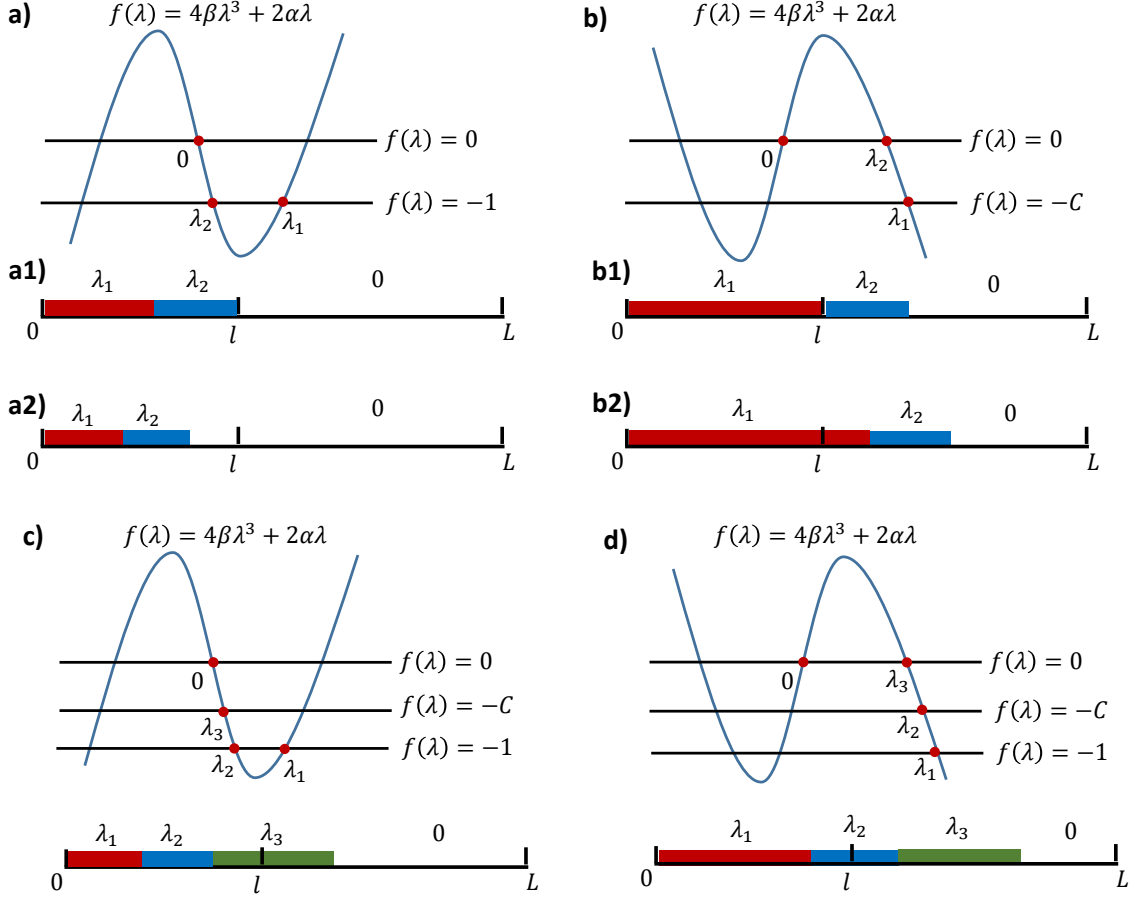 a)
f(λ) = 4βλ³ + 2αλ
f(λ) = 0
0
f(λ) = −1
λ₂
λ₁
a1)
λ₁ λ₂ 0
0 l L
a2)
λ₁ λ₂ 0
0 l L
b)
f(λ) = 4βλ³ + 2αλ
f(λ) = 0
0 λ₂
f(λ) = −C
λ₁
b1)
λ₁ λ₂ 0
0 l L
b2)
λ₁ λ₂ 0
0 l L
c)
f(λ) = 4βλ³ + 2αλ
f(λ) = 0
0
f(λ) = −C
λ₃
f(λ) = −1
λ₂ λ₁
λ₁ λ₂ λ₃ 0
0 l L
d)
f(λ) = 4βλ³ + 2αλ
f(λ) = 0
0 λ₃
f(λ) = −C
λ₂
f(λ) = −1
λ₁
λ₁ λ₂ λ₃ 0
0 l L